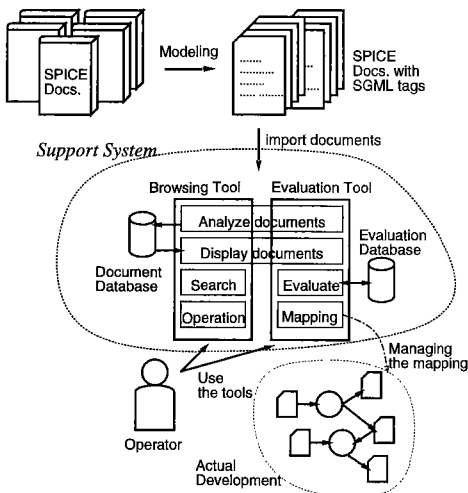 SPICE
Docs.
Modeling
SPICE
Docs. with
SGML tags
import documents
Support System
Browsing Tool
Evaluation Tool
Analyze documents
Display documents
Search
Operation
Evaluate
Mapping
Document
Database
Evaluation
Database
Managing
the mapping
Use
the tools
Operator
Actual
Development